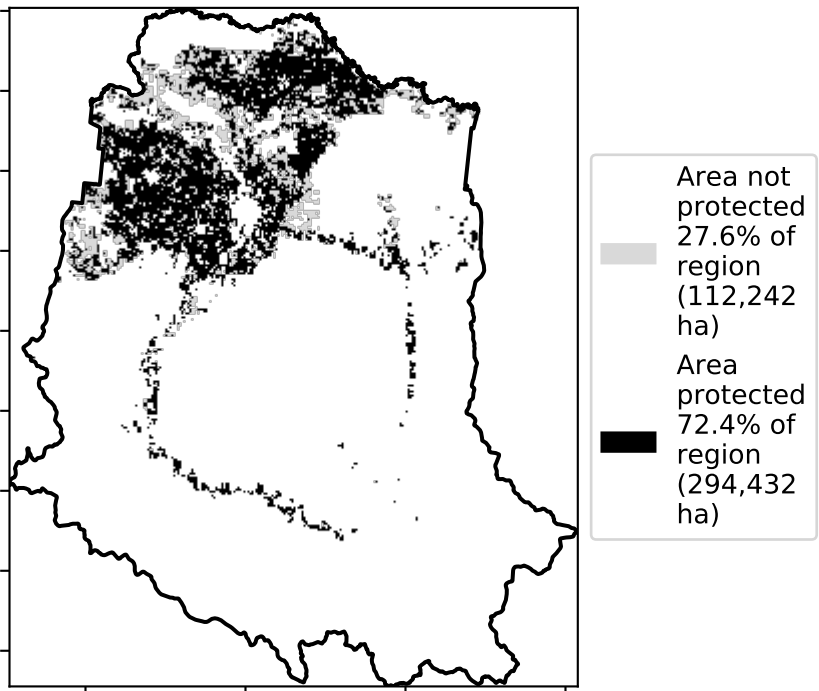 Area not
protected
27.6% of
region
(112,242
ha)
Area
protected
72.4% of
region
(294,432
ha)